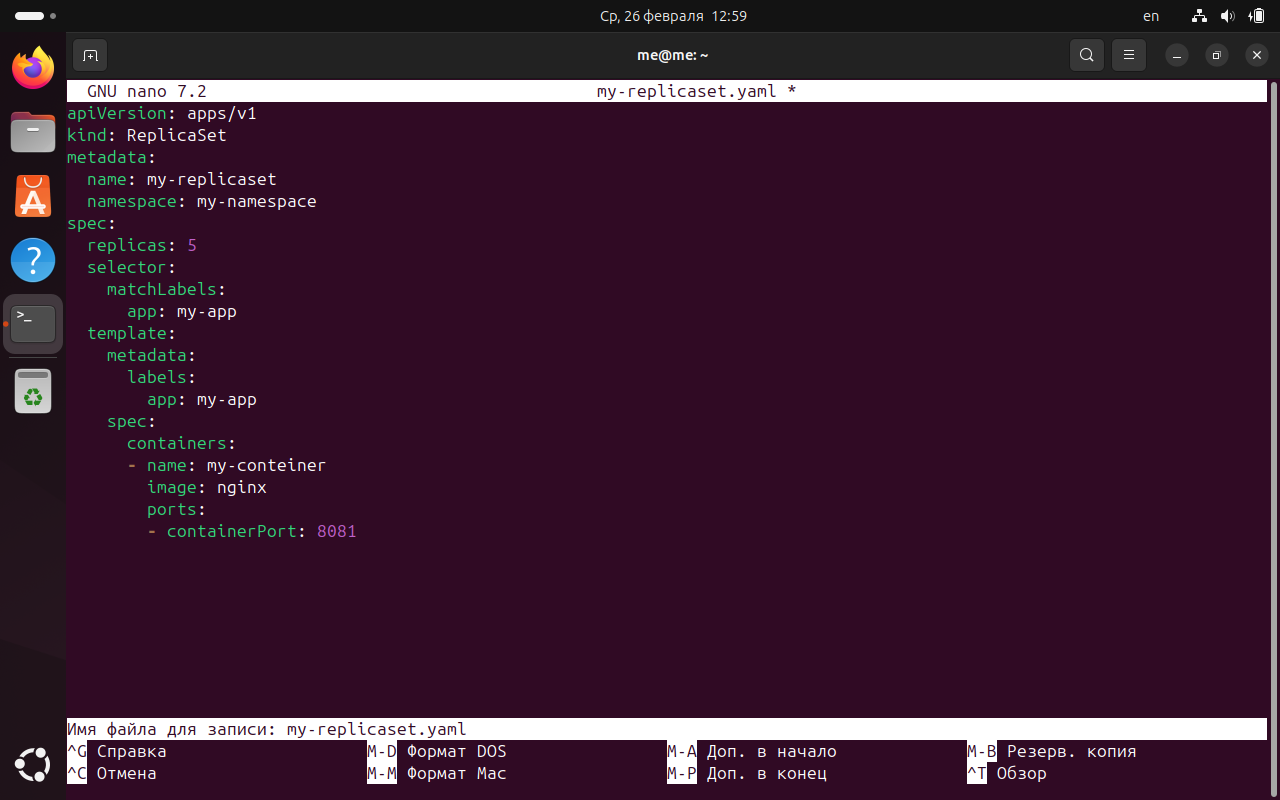 Ср, 26 февраля 12:59
en
me@me: ~
GNU nano 7.2 my-replicaset.yaml *
apiVersion: apps/v1
kind: ReplicaSet
metadata:
  name: my-replicaset
  namespace: my-namespace
spec:
  replicas: 5
  selector:
    matchLabels:
      app: my-app
  template:
    metadata:
      labels:
        app: my-app
    spec:
      containers:
      - name: my-conteiner
        image: nginx
        ports:
        - containerPort: 8081
Имя файла для записи: my-replicaset.yaml
^G Справка M-D Формат DOS M-A Доп. в начало M-B Резерв. копия
^C Отмена M-M Формат Mac M-P Доп. в конец ^T Обзор